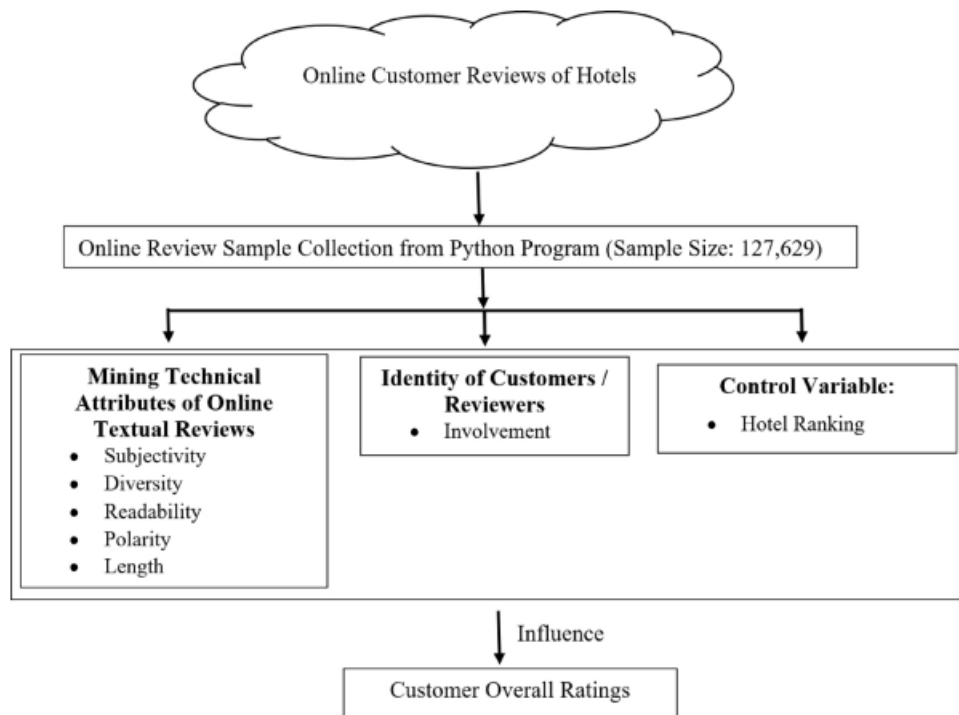 Online Customer Reviews of Hotels
Online Review Sample Collection from Python Program (Sample Size: 127,629)
Mining Technical
Attributes of Online
Textual Reviews
• Subjectivity
• Diversity
• Readability
• Polarity
• Length
Identity of Customers /
Reviewers
• Involvement
Control Variable:
• Hotel Ranking
Influence
Customer Overall Ratings